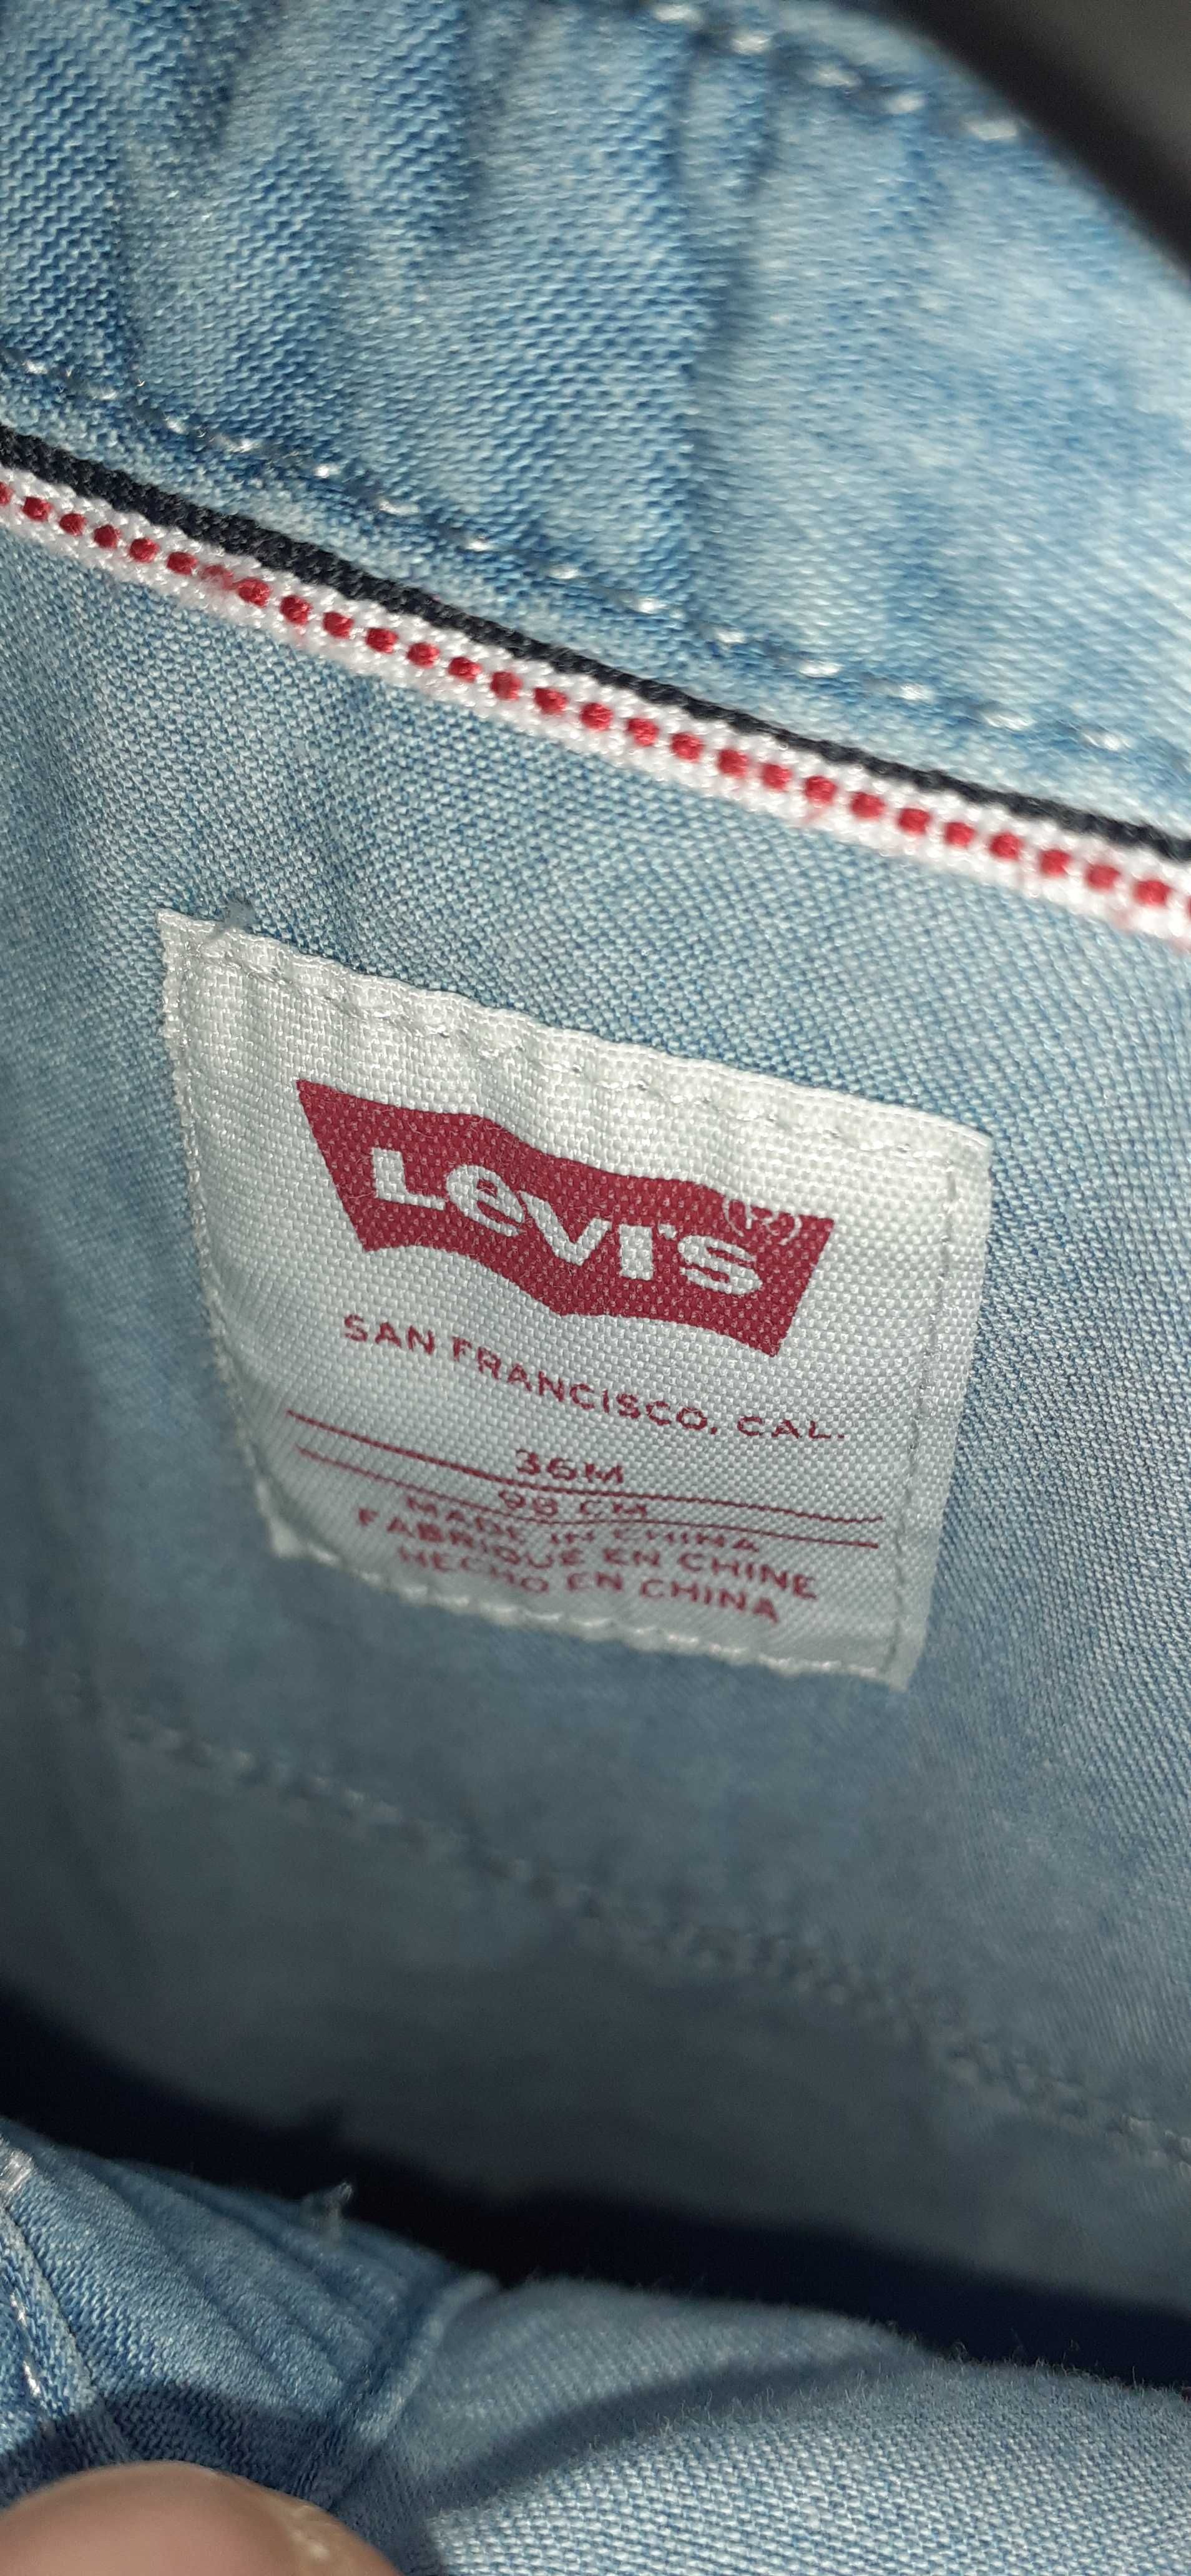 Levi's®
SAN FRANCISCO, CAL.
36M
98 CM
MADE IN CHINA
FABRIQUÉ EN CHINE
HECHO EN CHINA